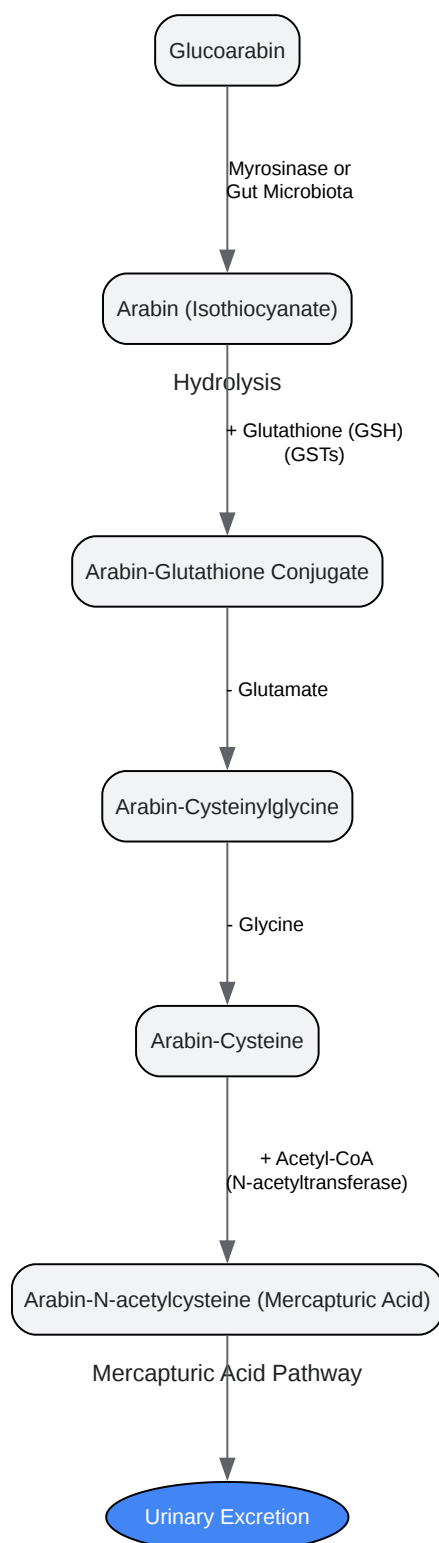 Glucoarabin
Myrosinase or
Gut Microbiota
Arabin (Isothiocyanate)
Hydrolysis
+ Glutathione (GSH)
(GSTs)
Arabin-Glutathione Conjugate
- Glutamate
Arabin-Cysteinylglycine
- Glycine
Arabin-Cysteine
+ Acetyl-CoA
(N-acetyltransferase)
Arabin-N-acetylcysteine (Mercapturic Acid)
Mercapturic Acid Pathway
Urinary Excretion